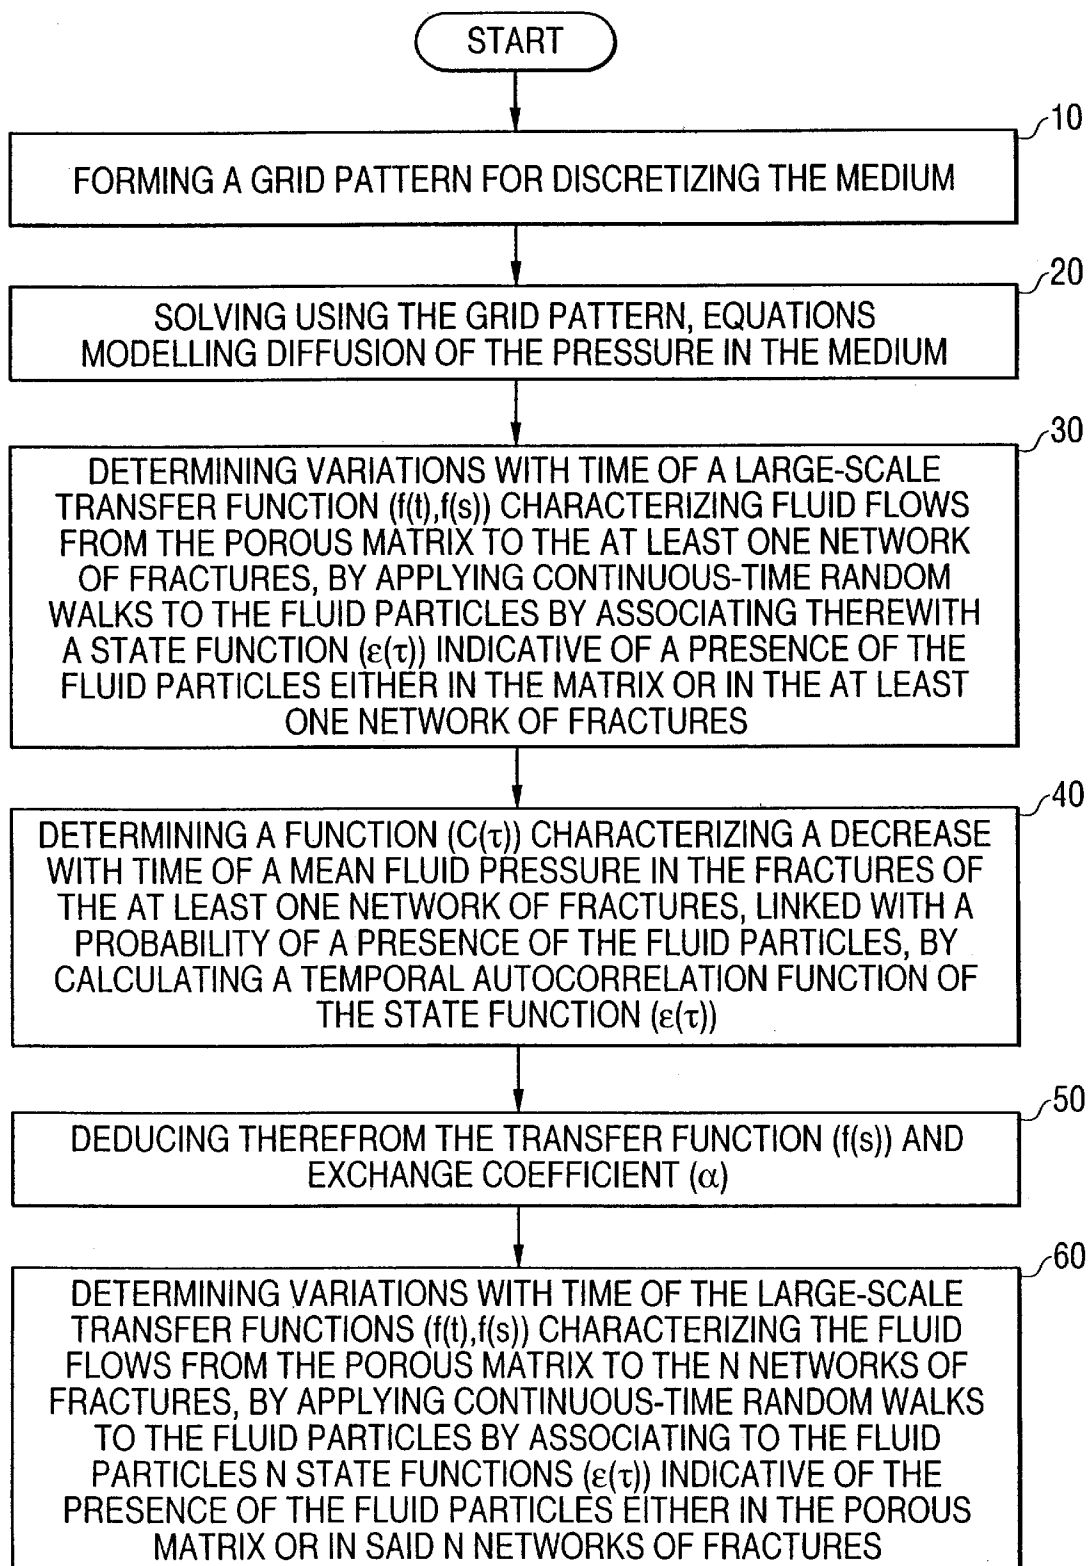 START
10
FORMING A GRID PATTERN FOR DISCRETIZING THE MEDIUM
20
SOLVING USING THE GRID PATTERN, EQUATIONS
MODELLING DIFFUSION OF THE PRESSURE IN THE MEDIUM
30
DETERMINING VARIATIONS WITH TIME OF A LARGE-SCALE
TRANSFER FUNCTION (f(t),f(s)) CHARACTERIZING FLUID FLOWS
FROM THE POROUS MATRIX TO THE AT LEAST ONE NETWORK
OF FRACTURES, BY APPLYING CONTINUOUS-TIME RANDOM
WALKS TO THE FLUID PARTICLES BY ASSOCIATING THEREWITH
A STATE FUNCTION (ε(τ)) INDICATIVE OF A PRESENCE OF THE
FLUID PARTICLES EITHER IN THE MATRIX OR IN THE AT LEAST
ONE NETWORK OF FRACTURES
40
DETERMINING A FUNCTION (C(τ)) CHARACTERIZING A DECREASE
WITH TIME OF A MEAN FLUID PRESSURE IN THE FRACTURES OF
THE AT LEAST ONE NETWORK OF FRACTURES, LINKED WITH A
PROBABILITY OF A PRESENCE OF THE FLUID PARTICLES, BY
CALCULATING A TEMPORAL AUTOCORRELATION FUNCTION OF
THE STATE FUNCTION (ε(τ))
50
DEDUCING THEREFROM THE TRANSFER FUNCTION (f(s)) AND
EXCHANGE COEFFICIENT (α)
60
DETERMINING VARIATIONS WITH TIME OF THE LARGE-SCALE
TRANSFER FUNCTIONS (f(t),f(s)) CHARACTERIZING THE FLUID
FLOWS FROM THE POROUS MATRIX TO THE N NETWORKS OF
FRACTURES, BY APPLYING CONTINUOUS-TIME RANDOM WALKS
TO THE FLUID PARTICLES BY ASSOCIATING TO THE FLUID
PARTICLES N STATE FUNCTIONS (ε(τ)) INDICATIVE OF THE
PRESENCE OF THE FLUID PARTICLES EITHER IN THE POROUS
MATRIX OR IN SAID N NETWORKS OF FRACTURES